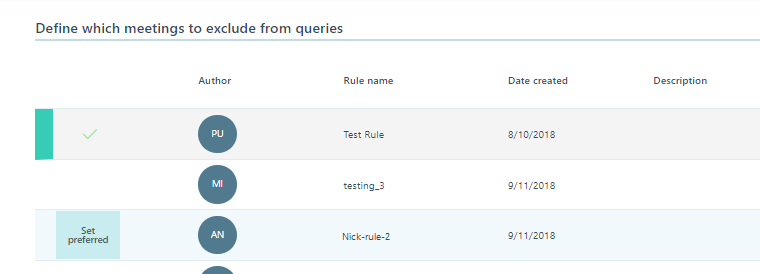 Define which meetings to exclude from queries
Author Rule name Date created Description
PU Test Rule 8/10/2018
MI testing_3 9/11/2018
Set
preferred AN Nick-rule-2 9/11/2018